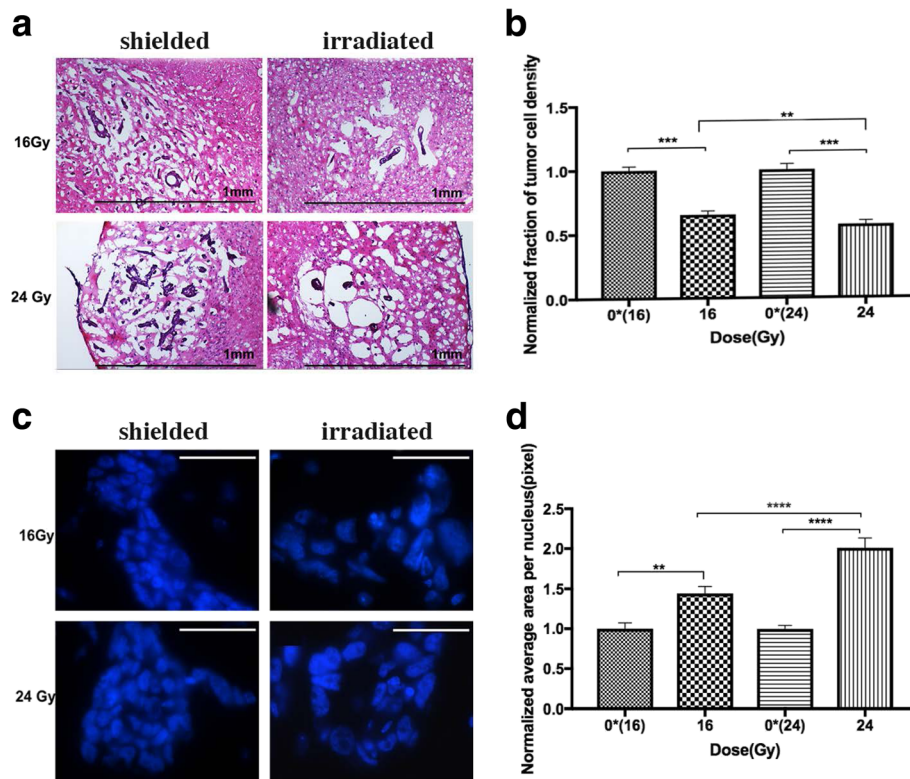 a
shielded
irradiated
16Gy
1mm
1mm
24 Gy
1mm
1mm
b
Normalized fraction of tumor cell density
1.5
1.0
0.5
0.0
***
**
***
0*(16)
16
0*(24)
24
Dose(Gy)
c
shielded
irradiated
16Gy
24 Gy
d
Normalized average area per nucleus(pixel)
2.5
2.0
1.5
1.0
0.5
0.0
**
****
****
0*(16)
16
0*(24)
24
Dose(Gy)